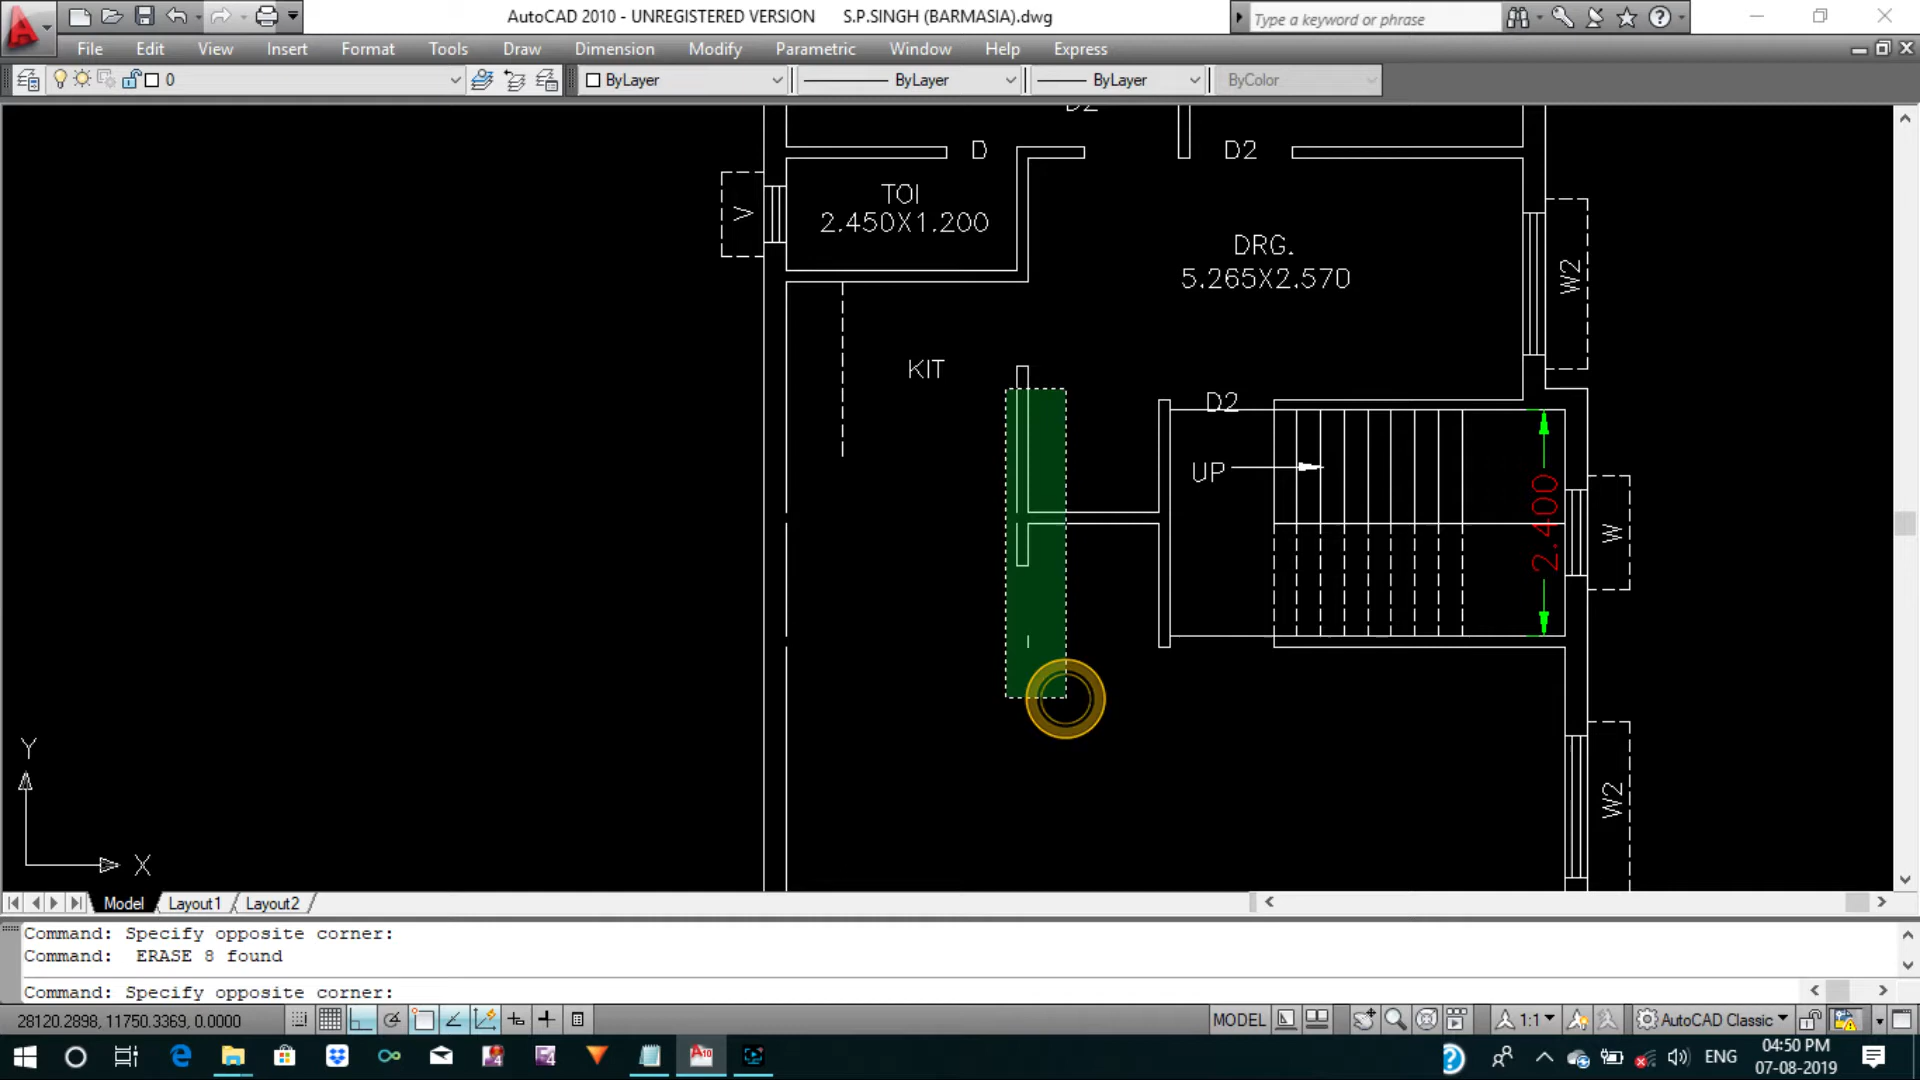 AutoCAD 2010 - UNREGISTERED VERSION S.P.SINGH (BARMASIA).dwg
Type a keyword or phrase
File Edit View Insert Format Tools Draw Dimension Modify Parametric Window Help Express
0 ByLayer ByLayer ByLayer ByColor
D2
D D2
TOI
2.450X1.200
V
DRG.
5.265X2.570
W2
KIT
D2
UP
2.400
W
W2
Y
X
Model Layout1 Layout2
Command: Specify opposite corner:
Command: ERASE 8 found
Command: Specify opposite corner:
28120.2898, 11750.3369, 0.0000 MODEL 1:1 AutoCAD Classic
ENG 04:50 PM
07-08-2019